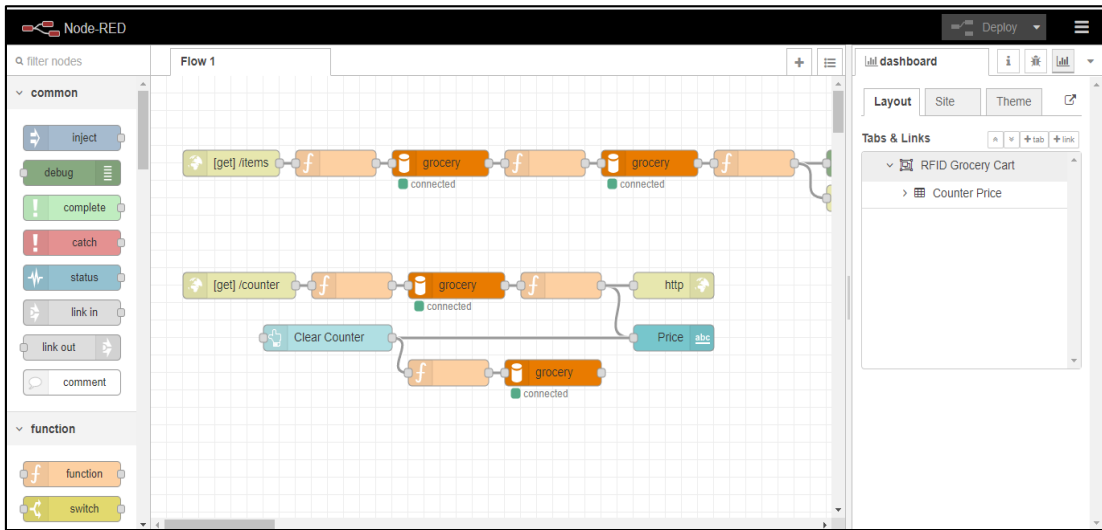 Node-RED
Deploy
filter nodes
Flow 1
dashboard
i
common
Layout
Site
Theme
inject
[get] /items
f
grocery
f
grocery
f
Tabs & Links
+tab
+link
debug
connected
connected
RFID Grocery Cart
complete
Counter Price
catch
status
[get] /counter
f
grocery
f
http
link in
connected
link out
Clear Counter
Price abc
comment
f
grocery
connected
function
f function
switch